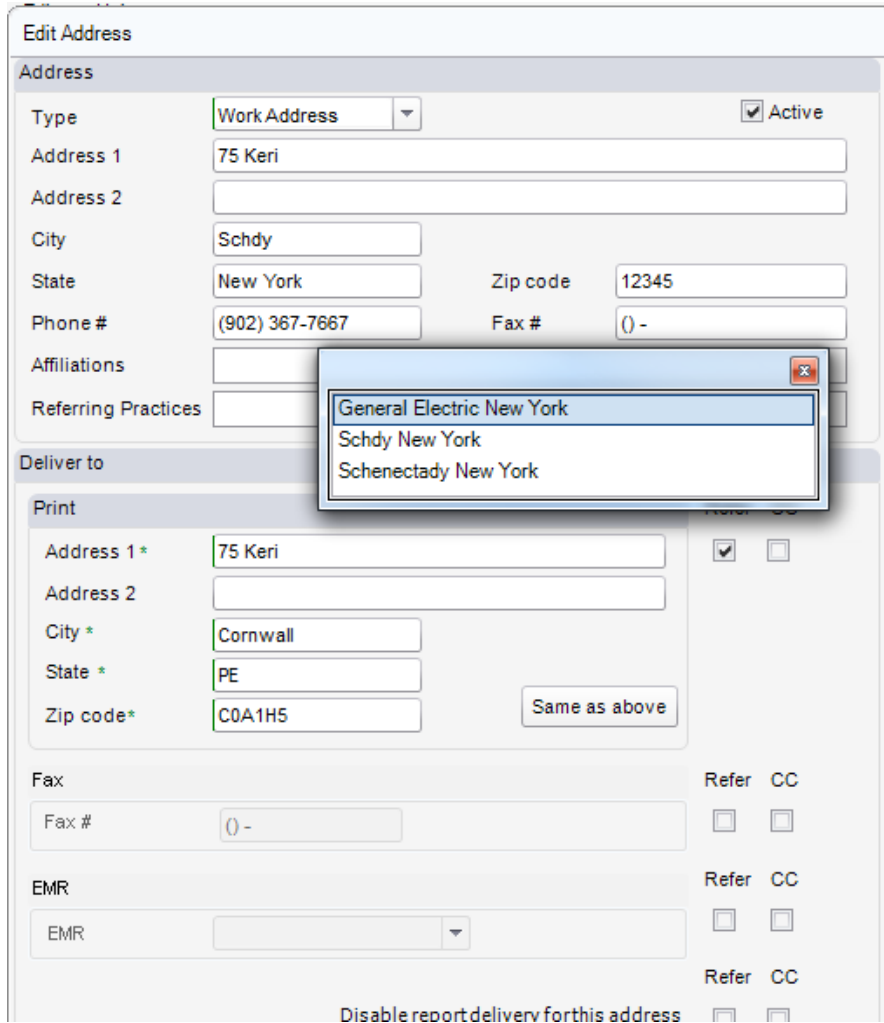 Edit Address
Address
Type Work Address Active
Address 1 75 Keri
Address 2
City Schdy
State New York Zip code 12345
Phone # (902) 367-7667 Fax # () -
Affiliations
Referring Practices
General Electric New York
Schdy New York
Schenectady New York
Deliver to
Print
Address 1 * 75 Keri
Address 2
City * Cornwall
State * PE
Zip code* C0A1H5 Same as above
Fax Refer CC
Fax # () -
EMR Refer CC
EMR
Refer CC
Disable report delivery for this address